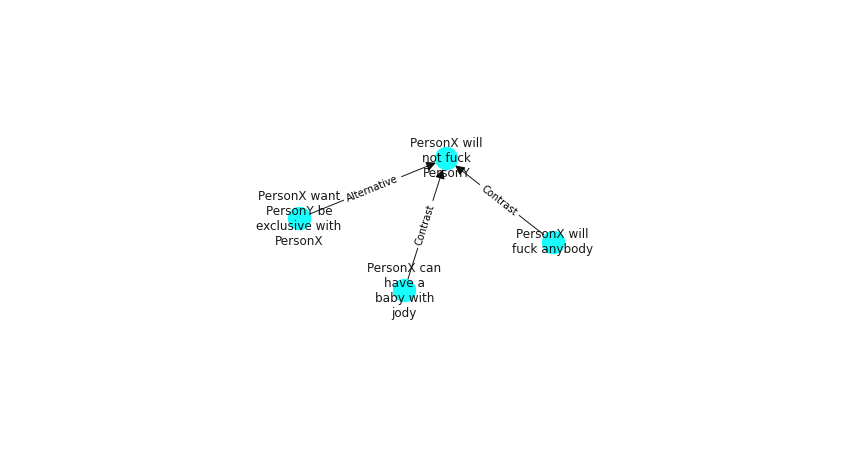 PersonX will
not fuck
PersonY
Alternative
PersonX want
PersonY be
exclusive with
PersonX
Contrast
Contrast
PersonX will
fuck anybody
PersonX can
have a
baby with
jody